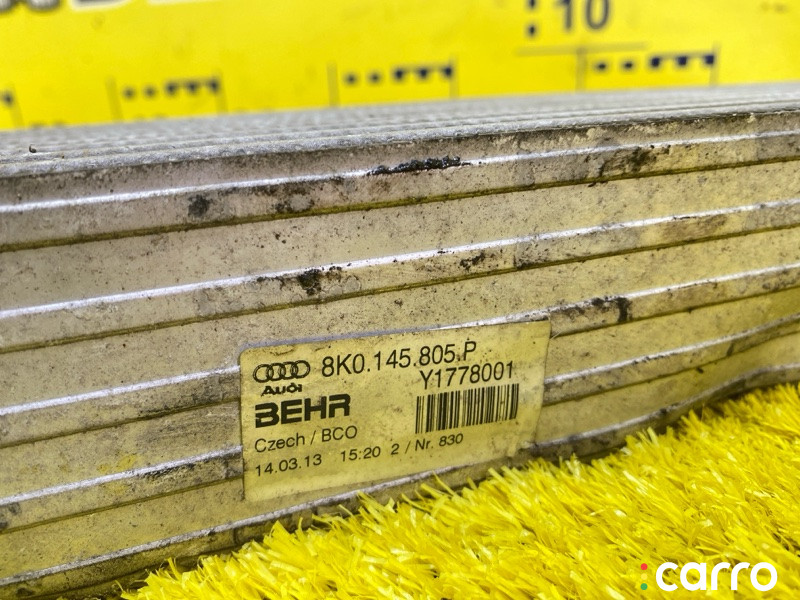 10
8K0.145.805.P
Audi
Y1778001
BEHR
Czech / BCO
14.03.13 15:20 2 / Nr. 830
carro